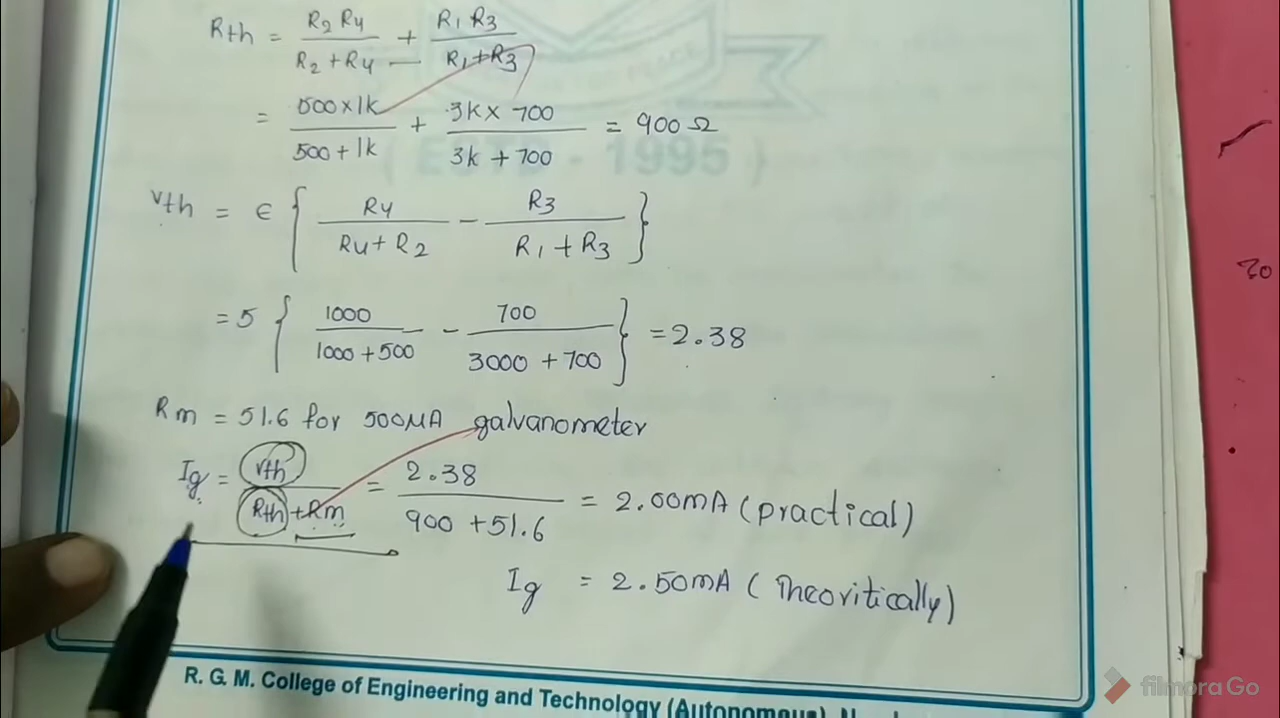 Rth = R2 R4 / R2 + R4 + R1 R3 / R1 + R3
= 500 x 1k / 500 + 1k + 3k x 700 / 3k + 700 = 900 Ω
( ESTD - 1995 )
Vth = ϵ { R4 / R4 + R2 - R3 / R1 + R3 }
= 5 { 1000 / 1000 + 500 - 700 / 3000 + 700 } = 2.38
20
Rm = 51.6 for 500μA galvanometer
Ig = Vth / Rth + Rm = 2.38 / 900 + 51.6 = 2.00mA (practical)
Ig = 2.50mA ( Theoritically)
R. G. M. College of Engineering and Technology (Autonomous),
filmora Go